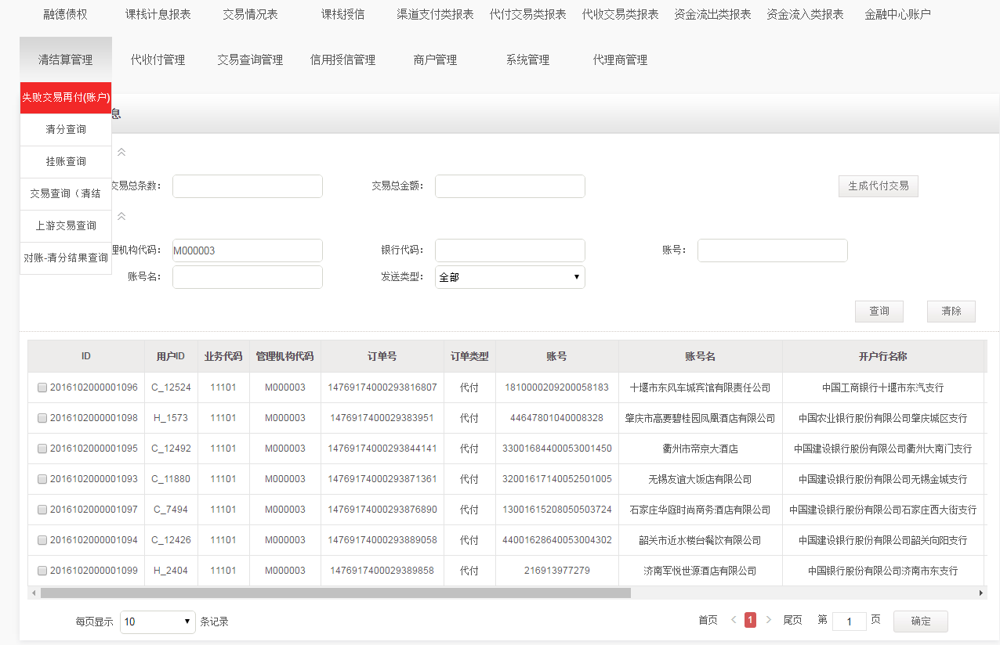 融德债权 课栈计息报表 交易情况表 课栈授信 渠道支付类报表 代付交易类报表 代收交易类报表 资金流出类报表 资金流入类报表 金融中心账户
清结算管理 代收付管理 交易查询管理 信用授信管理 商户管理 系统管理 代理商管理
失败交易再付(账户)
息
清分查询
挂账查询
交易总条数： 交易总金额： 生成代付交易
交易查询（清结
上游交易查询
理机构代码： M000003 银行代码： 账号：
对账-清分结果查询
账号名： 发送类型： 全部
查询 清除
ID 用户ID 业务代码 管理机构代码 订单号 订单类型 账号 账号名 开户行名称
2016102000001096 C_12524 11101 M000003 14769174000293816807 代付 1810000209200058183 十堰市东风车城宾馆有限责任公司 中国工商银行十堰市东汽支行
2016102000001098 H_1573 11101 M000003 1476917400029383951 代付 44647801040008328 肇庆市高要碧桂园凤凰酒店有限公司 中国农业银行股份有限公司肇庆城区支行
2016102000001095 C_12492 11101 M000003 14769174000293844141 代付 33001684400053001450 衢州市帝京大酒店 中国建设银行股份有限公司衢州大南门支行
2016102000001093 C_11880 11101 M000003 14769174000293871361 代付 32001617140052501005 无锡友谊大饭店有限公司 中国建设银行股份有限公司无锡金城支行
2016102000001097 C_7494 11101 M000003 14769174000293876890 代付 13001615208050503724 石家庄华庭时尚商务酒店有限公司 中国建设银行股份有限公司石家庄西大街支行
2016102000001094 C_12426 11101 M000003 14769174000293889058 代付 44001628640053004302 韶关市近水楼台餐饮有限公司 中国建设银行股份有限公司韶关向阳支行
2016102000001099 H_2404 11101 M000003 1476917400029389858 代付 216913977279 济南军悦世源酒店有限公司 中国银行股份有限公司济南市东支行
每页显示 10 条记录 首页 1 尾页 第 1 页 确定